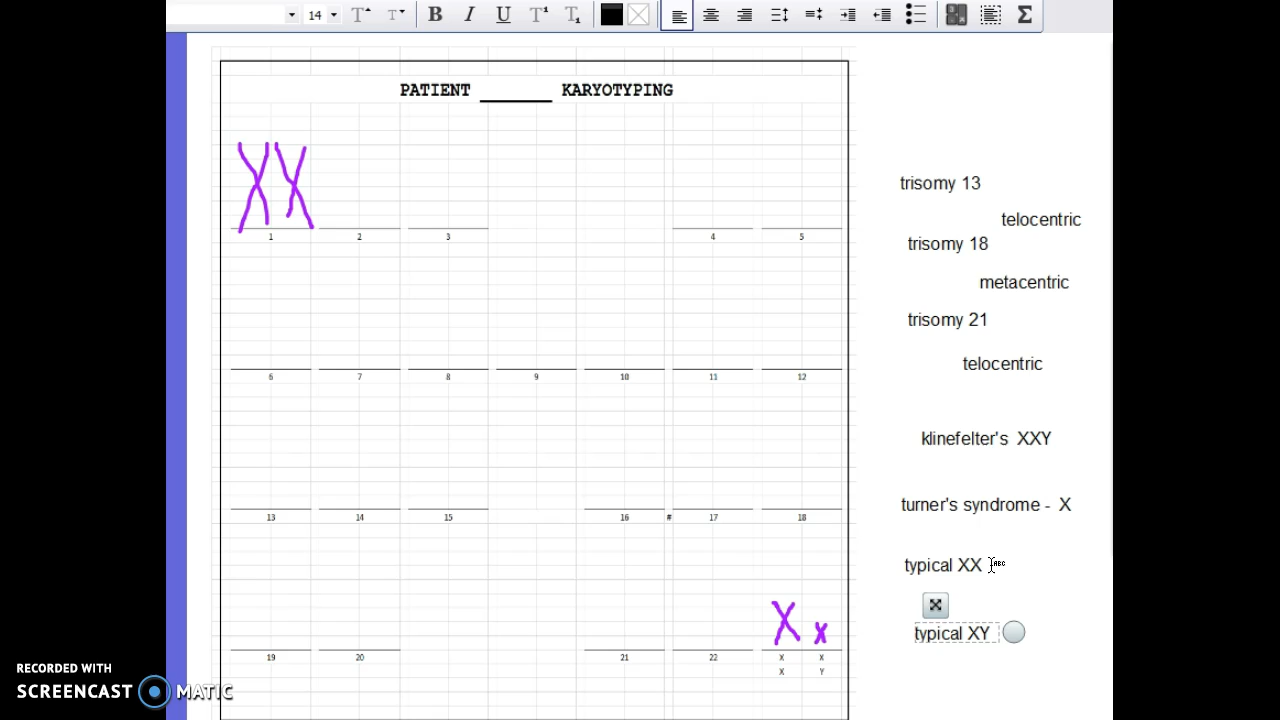 14
B I U T T
Σ
PATIENT ______ KARYOTYPING
1 2 3 4 5
6 7 8 9 10 11 12
13 14 15 16 # 17 18
19 20 21 22 X X
X Y
trisomy 13
telocentric
trisomy 18
metacentric
trisomy 21
telocentric
klinefelter's XXY
turner's syndrome - X
typical XX
ABC
typical XY
RECORDED WITH
SCREENCAST MATIC